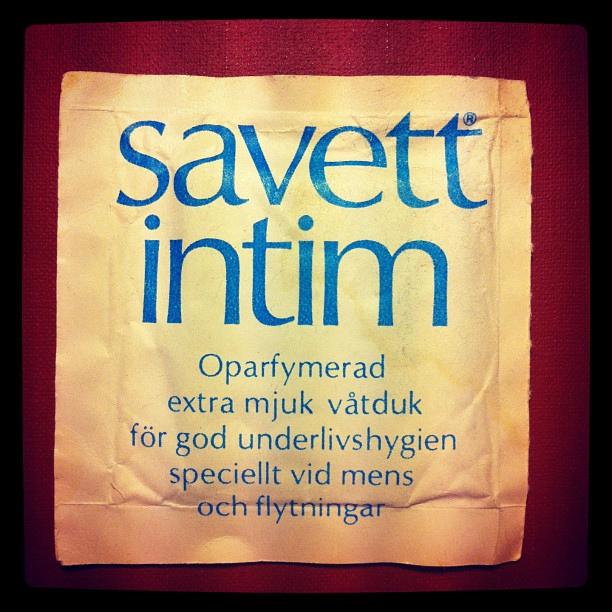 savett®
intim
Oparfymerad
extra mjuk våtduk
för god underlivshygien
speciellt vid mens
och flytningar